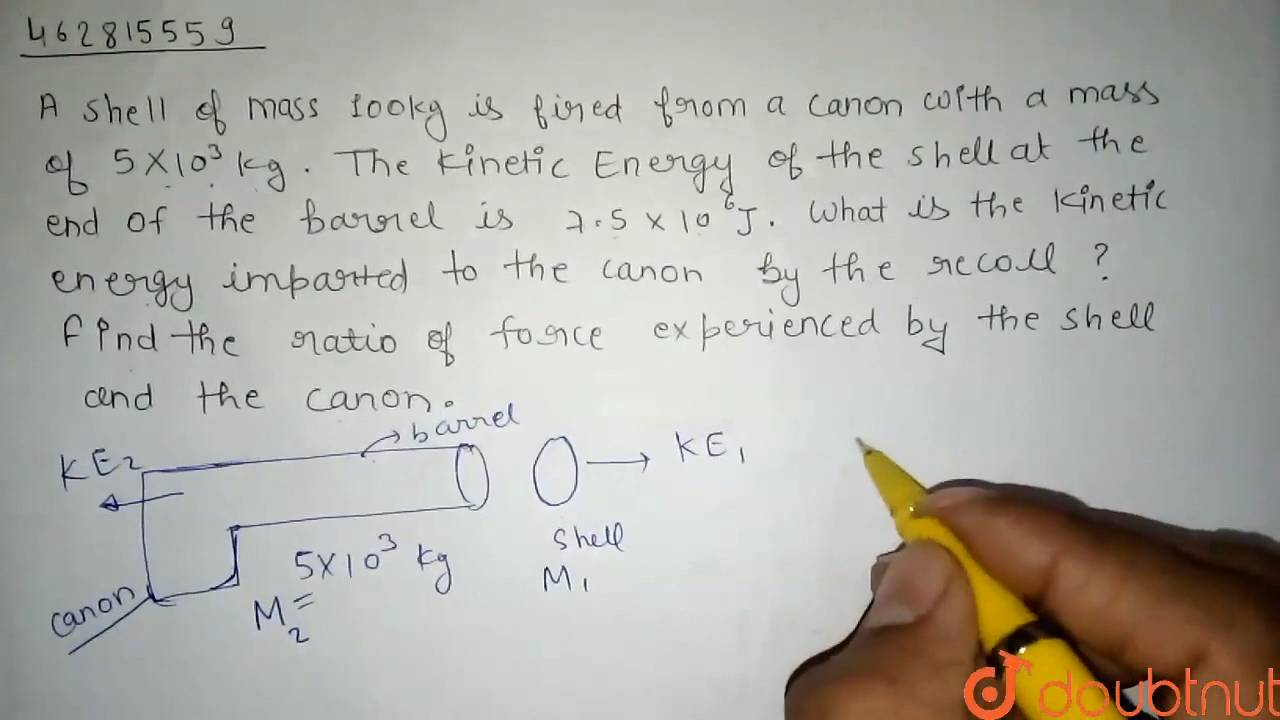 462815559
A shell of mass 100kg is fired from a canon with a mass
of 5×10³ kg. The Kinetic Energy of the shell at the
end of the barrel is 7.5 × 10⁶ J. What is the Kinetic
energy imparted to the canon by the recoil ?
Find the ratio of force experienced by the shell
and the canon.
barrel
KE₂
KE₁
5×10³ kg
shell
canon
M₂ =
M₁
doubtnut